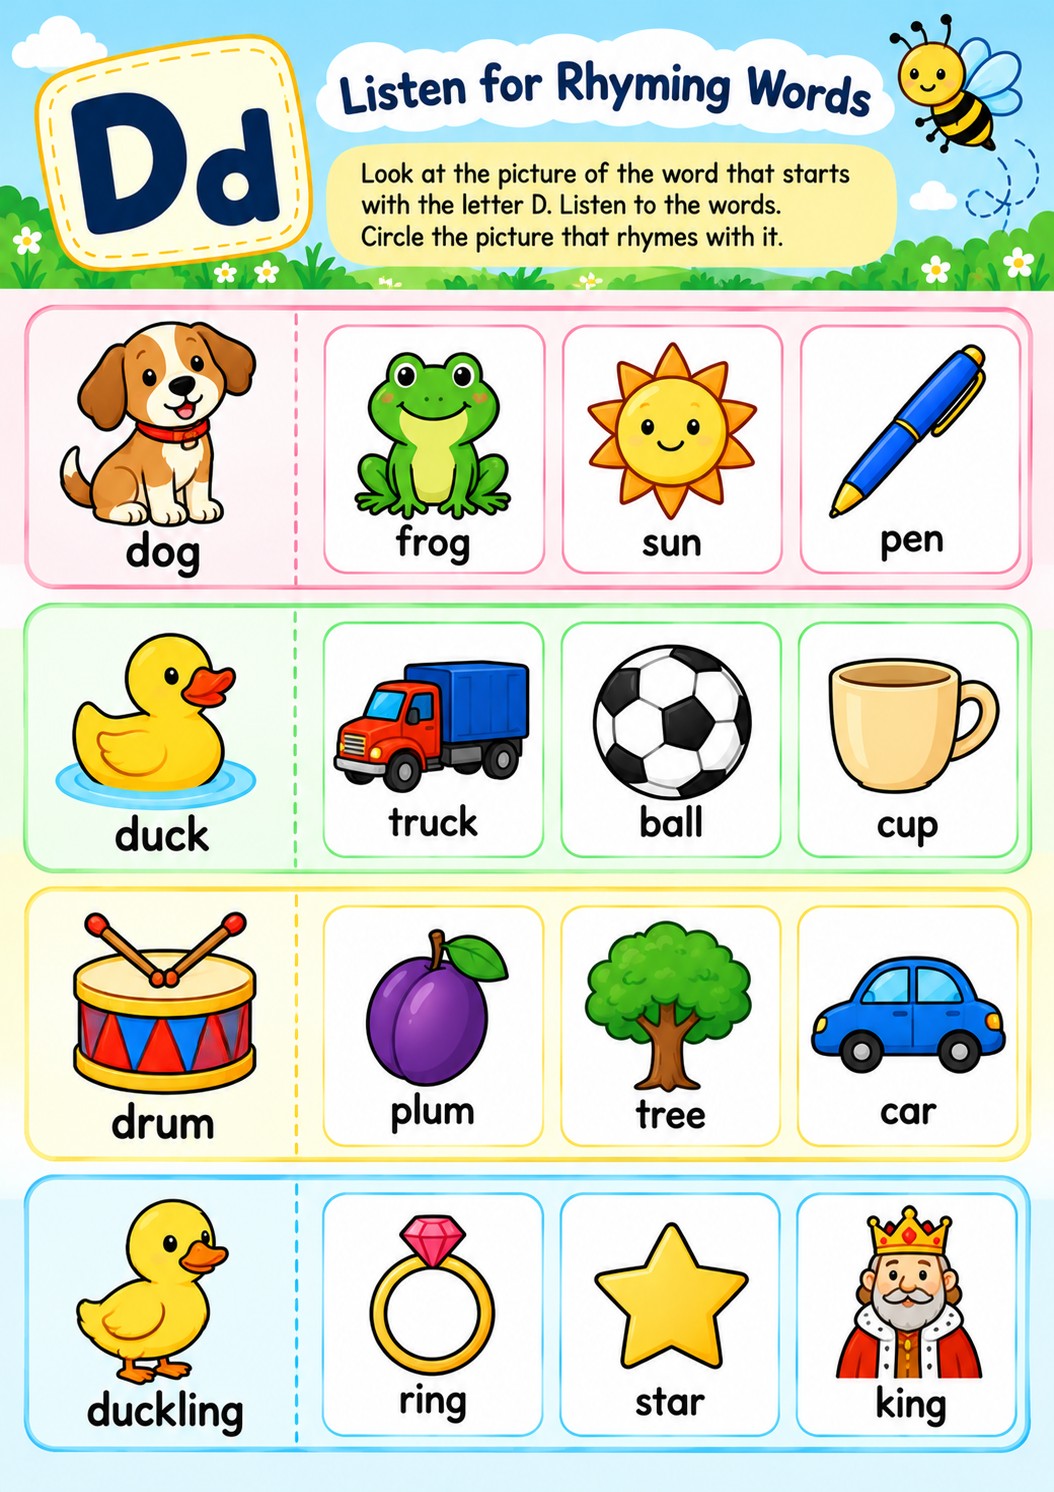 Dd
Listen for Rhyming Words
Look at the picture of the word that starts
with the letter D. Listen to the words.
Circle the picture that rhymes with it.
dog
frog
sun
pen
duck
truck
ball
cup
drum
plum
tree
car
duckling
ring
star
king